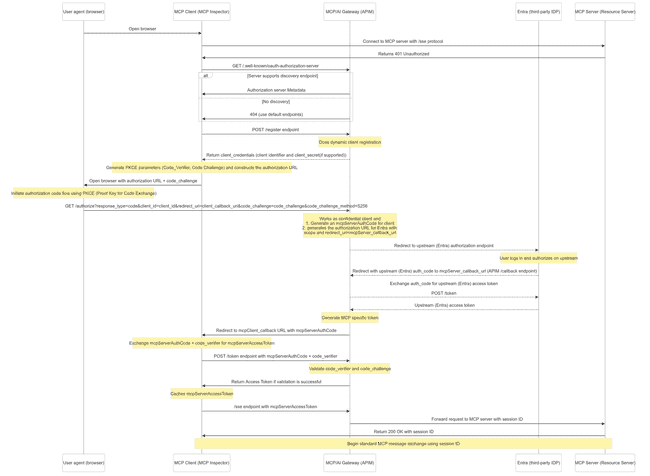 User agent (browser)
MCP Client (MCP Inspector)
MCP/AI Gateway (APIM)
Entra (third-party IDP)
MCP Server (Resource Server)
Open browser
Connect to MCP server with /sse protocol
Returns 401 Unauthorized
GET /.well-known/oauth-authorization-server
alt
[Server supports discovery endpoint]
Authorization server Metadata
[No discovery]
404 (use default endpoints)
POST /register endpoint
Does dynamic client registration
Return client_credentials (client identifier and client_secret(if supported))
Generate PKCE parameters (Code_Verifier, Code Challenge) and constructs the authorization URL
Open browser with authorization URL + code_challenge
Initiate authorization code flow using PKCE (Proof Key for Code Exchange)
GET /authorize?response_type=code&client_id=client_id&redirect_uri=client_callback_url&code_challenge=code_challenge&code_challenge_method=S256
Works as confidential client and
1. Generate an mcpServerAuthCode for client
2. generates the authorization URL for Entra with
scope and redirect_uri=mcpServer_callback_url
Redirect to upstream (Entra) authorization endpoint
User logs in and authorizes on upstream
Redirect with upstream (Entra) auth_code to mcpServer_callback_url (APIM /callback endpoint)
Exchange auth_code for upstream (Entra) access token
POST /token
Upstream (Entra) access token
Generate MCP specific token
Redirect to mcpClient_callback URL with mcpServerAuthCode
Exchange mcpServerAuthCode + code_verifier for mcpServerAccessToken
POST /token endpoint with mcpServerAuthCode + code_verifier
Validate code_verifier and code_challenge
Return Access Token if validation is successful
Caches mcpServerAccessToken
/sse endpoint with mcpServerAccessToken
Forward request to MCP server with session ID
Return 200 OK with session ID
Begin standard MCP message exchange using session ID
User agent (browser)
MCP Client (MCP Inspector)
MCP/AI Gateway (APIM)
Entra (third-party IDP)
MCP Server (Resource Server)